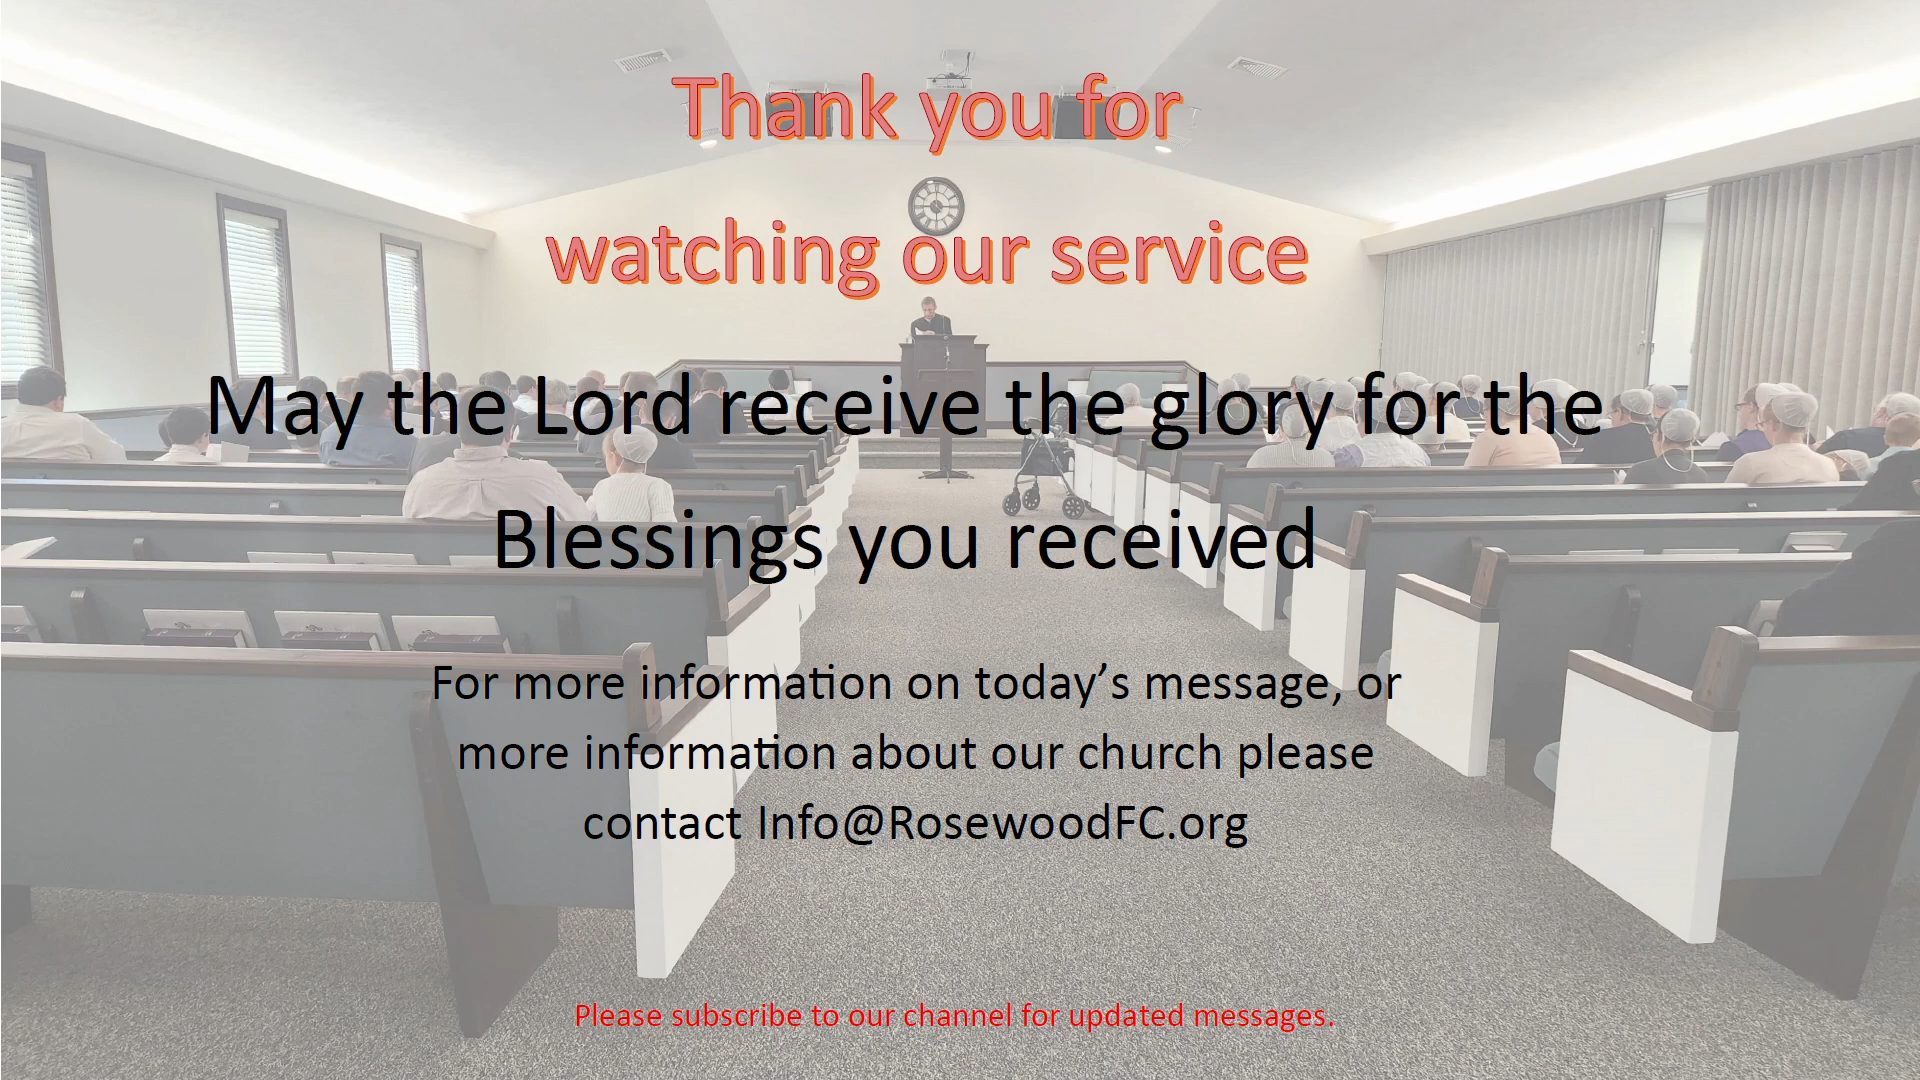 Thank you for
watching our service
May the Lord receive the glory for the
Blessings you received
For more information on today’s message, or
more information about our church please
contact Info@RosewoodFC.org
Please subscribe to our channel for updated messages.